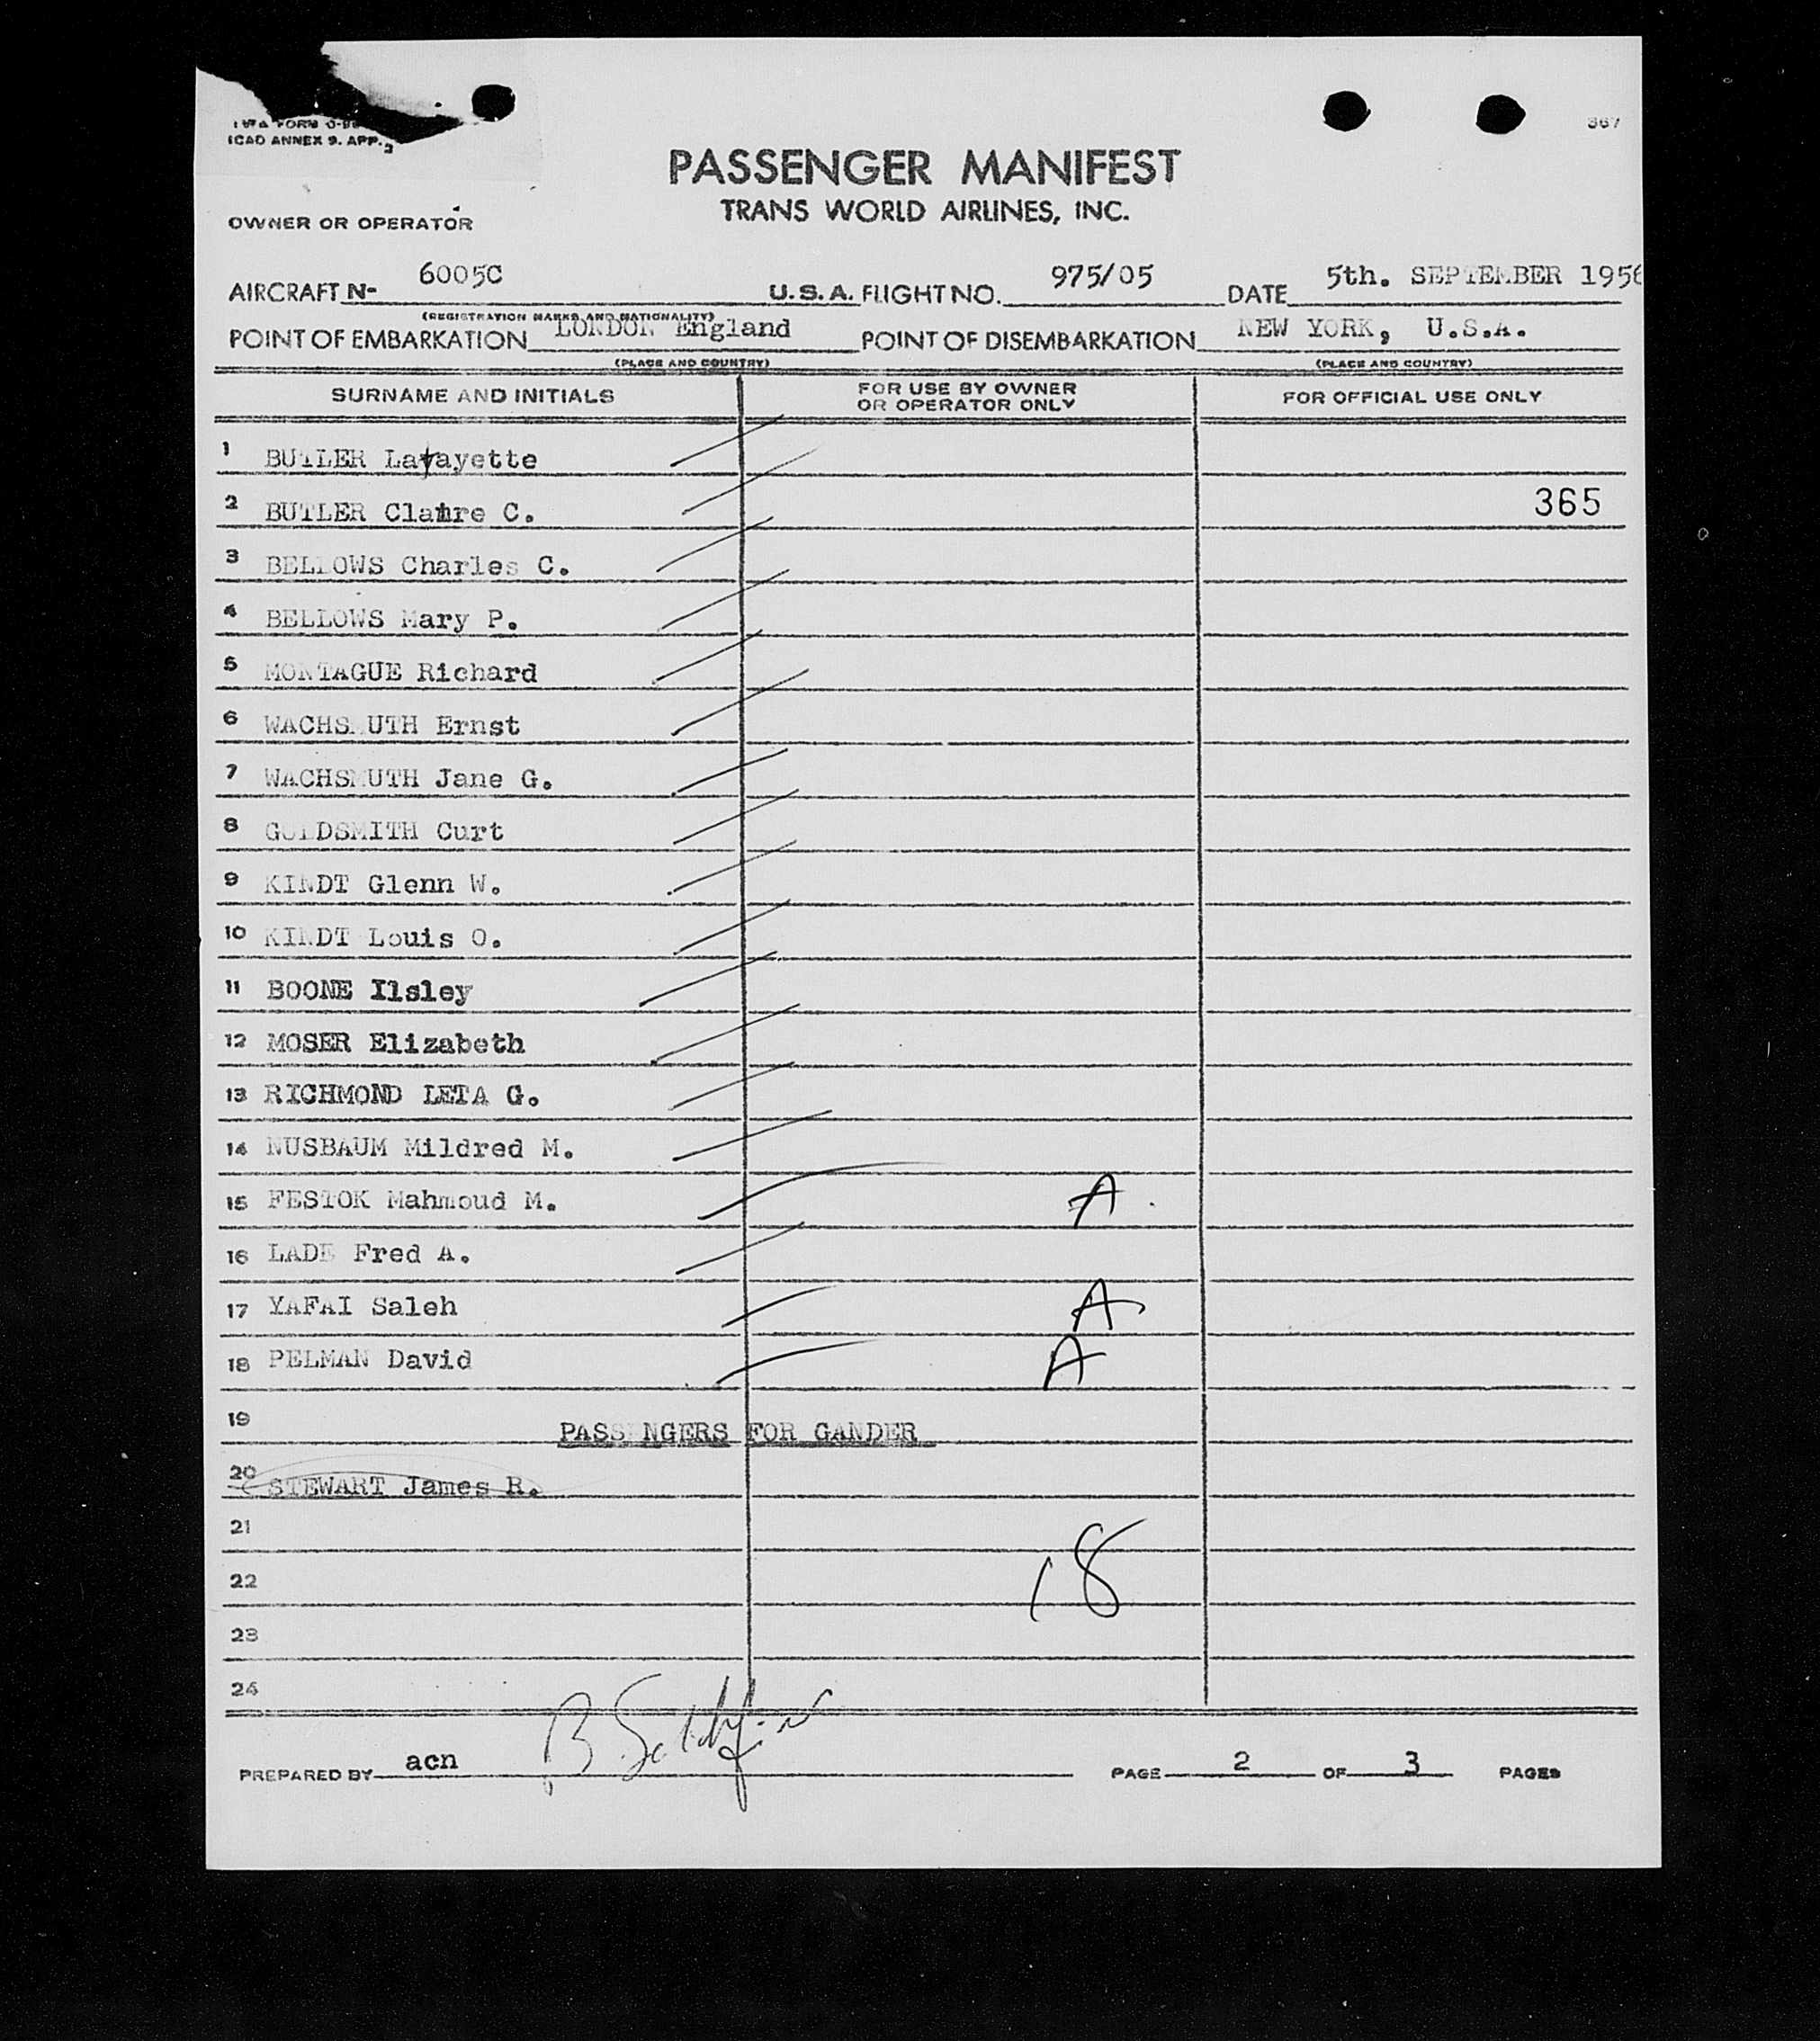 367
TWA FORM
ICAO ANNEX 9. APP. 3
PASSENGER MANIFEST
TRANS WORLD AIRLINES, INC.
OWNER OR OPERATOR
AIRCRAFT N- 6005C U.S.A. FLIGHT NO. 975/05 DATE 5th. SEPTEMBER 1956
(REGISTRATION MARKS AND NATIONALITY)
POINT OF EMBARKATION LONDON England POINT OF DISEMBARKATION NEW YORK, U.S.A.
(PLACE AND COUNTRY) (PLACE AND COUNTRY)
SURNAME AND INITIALS FOR USE BY OWNER OR OPERATOR ONLY FOR OFFICIAL USE ONLY
1 BUTLER Lafayette
2 BUTLER Claire C. 365
3 BELLOWS Charles C.
4 BELLOWS Mary P.
5 MONTAGUE Richard
6 WACHSMUTH Ernst
7 WACHSMUTH Jane G.
8 GOLDSMITH Curt
9 KINDT Glenn W.
10 KINDT Louis O.
11 BOONE Ilsley
12 MOSER Elizabeth
13 RICHMOND LETA G.
14 NUSBAUM Mildred M.
15 FESTOK Mahmoud M. A
16 LADE Fred A.
17 YAFAI Saleh A
18 PELMAN David A
19 PASSENGERS FOR GANDER
20 STEWART James R.
21
22 18
23
24
PREPARED BY acn PAGE 2 OF 3 PAGES